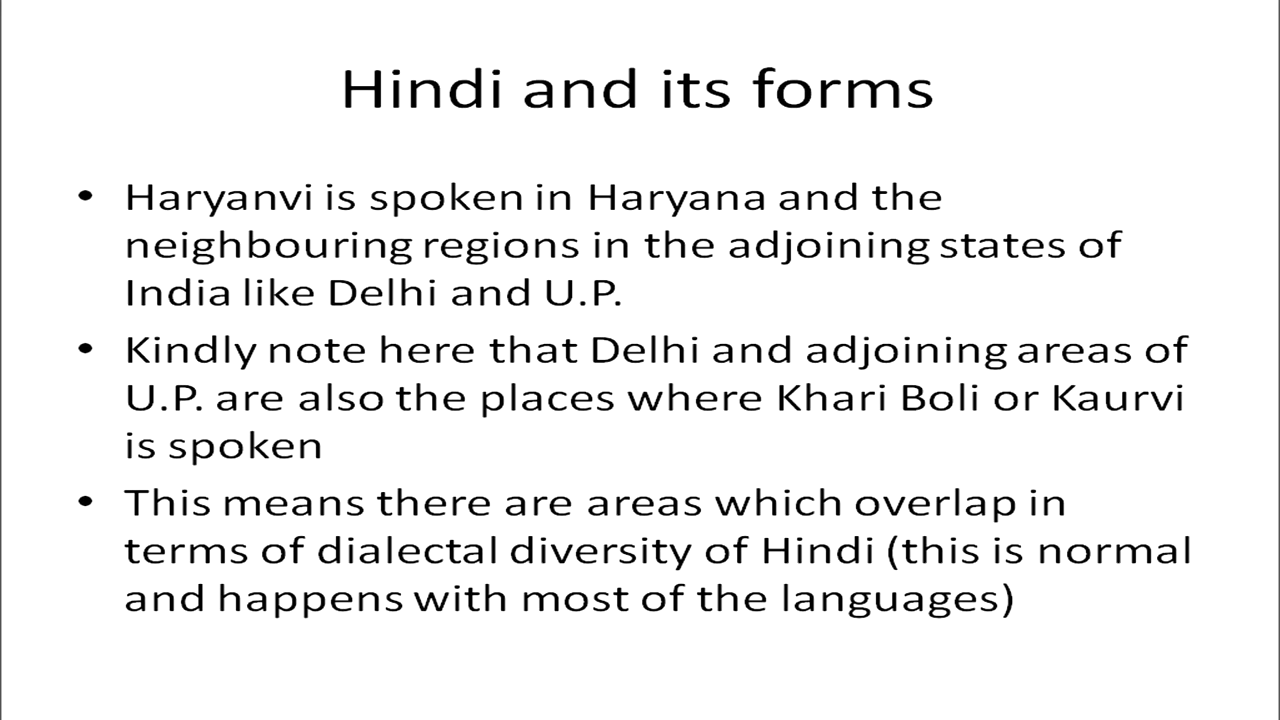 Hindi and its forms
• Haryanvi is spoken in Haryana and the
neighbouring regions in the adjoining states of
India like Delhi and U.P.
• Kindly note here that Delhi and adjoining areas of
U.P. are also the places where Khari Boli or Kaurvi
is spoken
• This means there are areas which overlap in
terms of dialectal diversity of Hindi (this is normal
and happens with most of the languages)